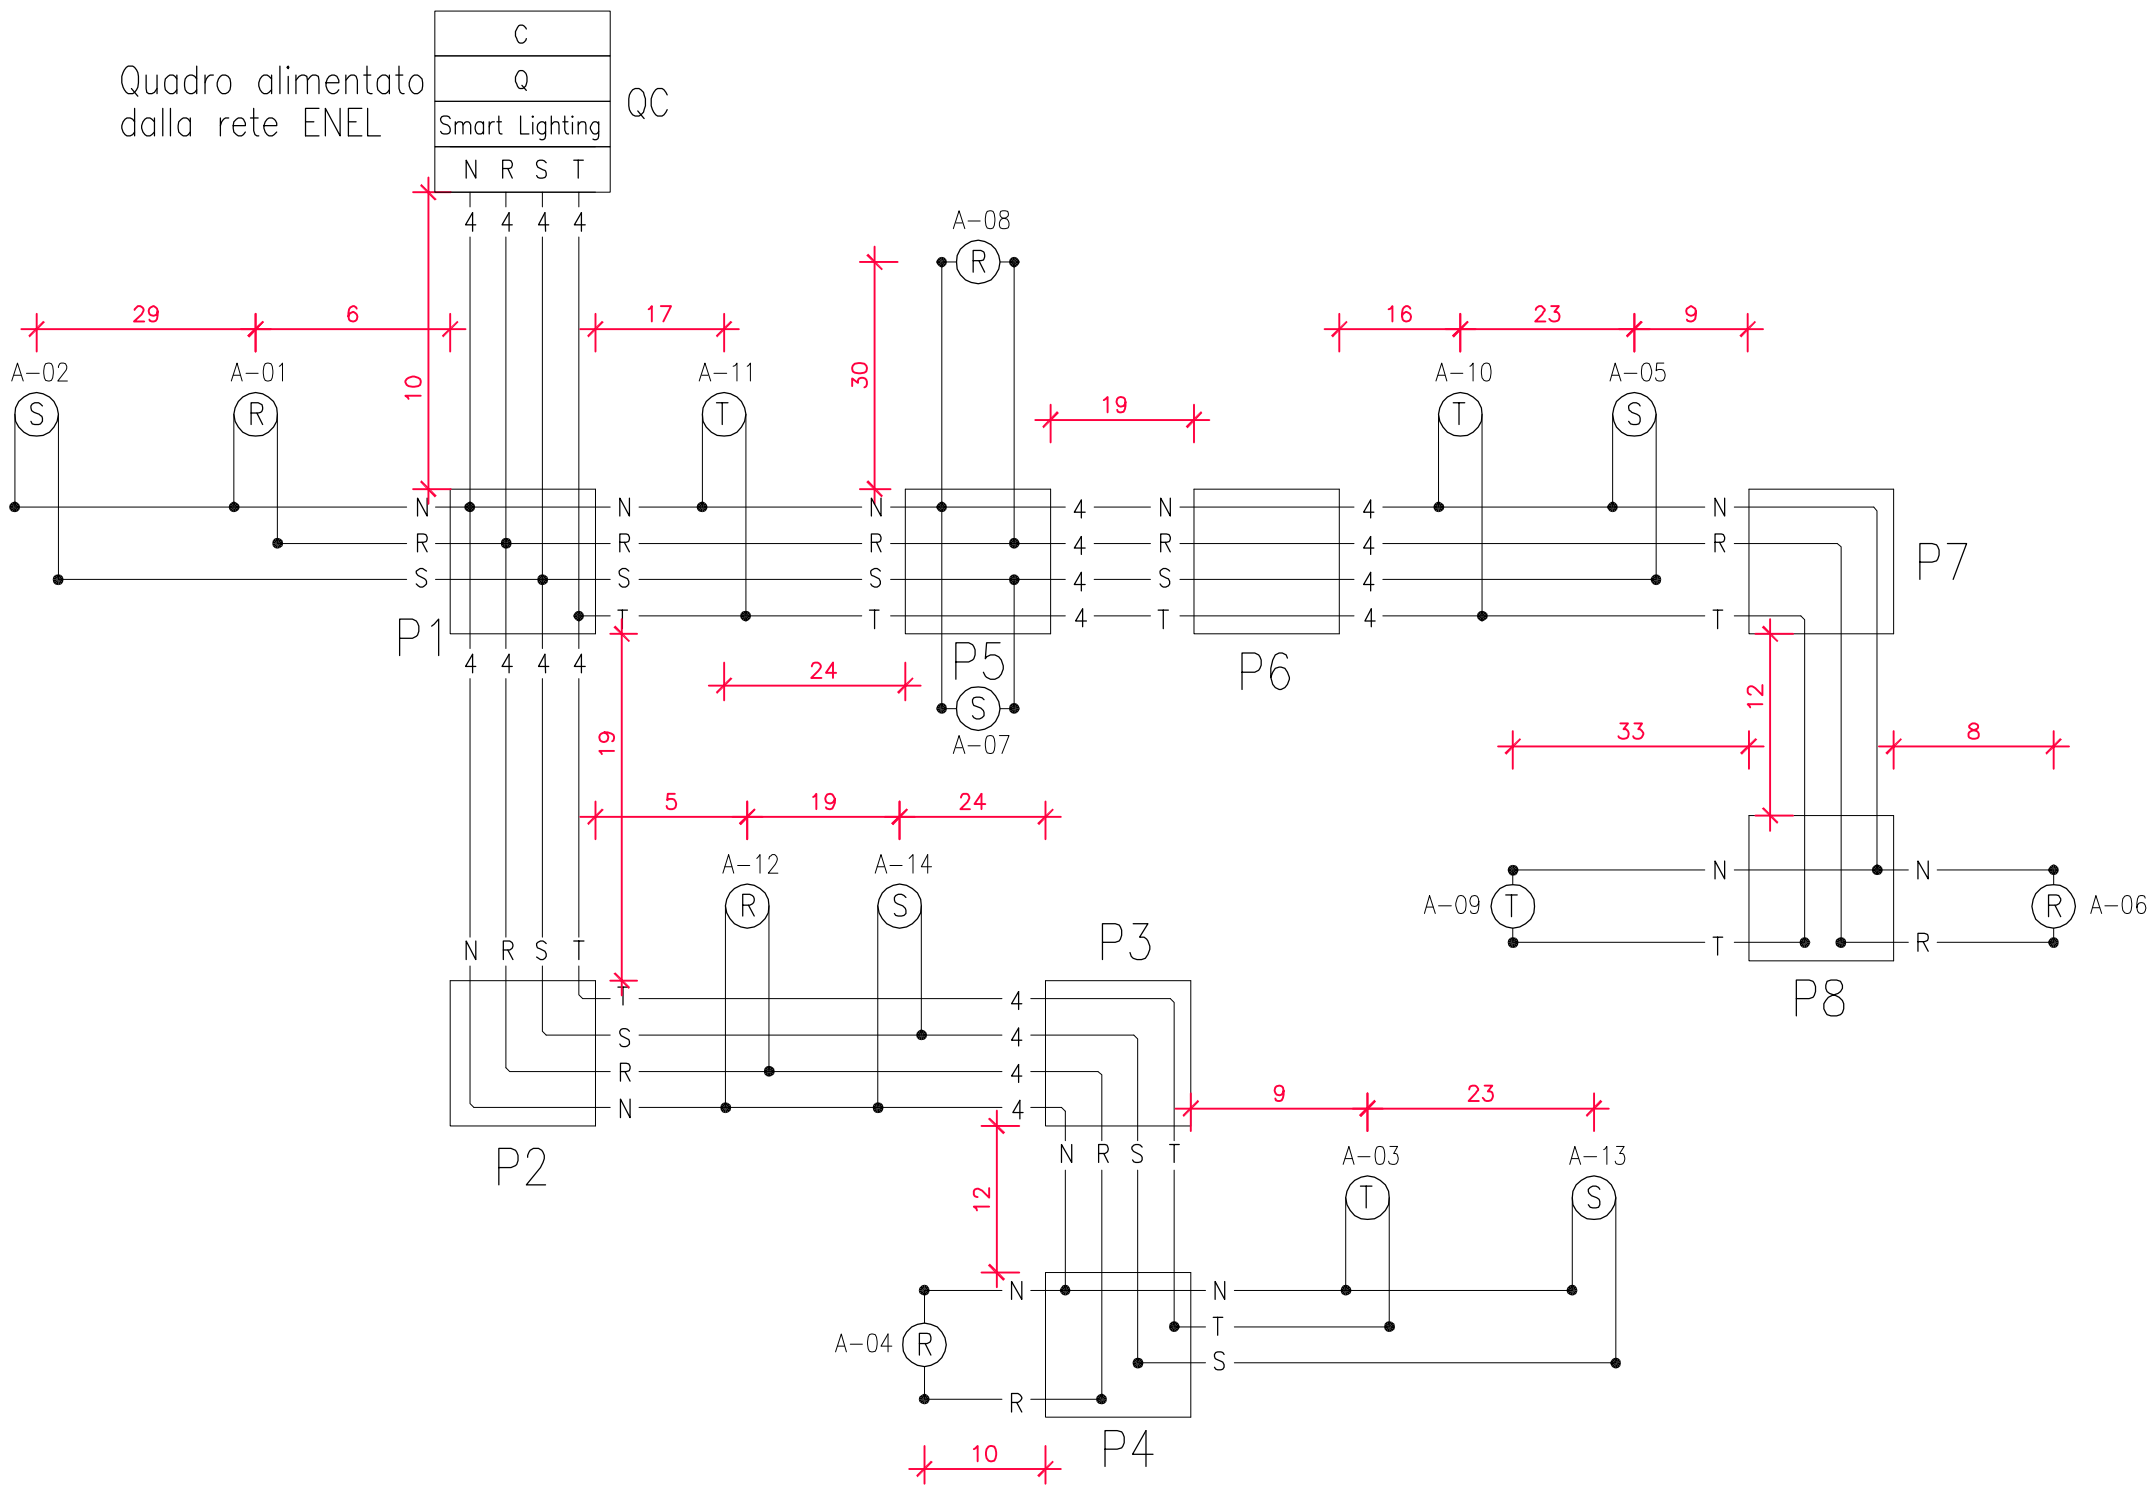 C
Quadro alimentato
Q
QC
dalla rete ENEL
Smart Lighting
N R S T
4 4 4 4
A-08
R
29 6 17 16 23 9
30
10
A-02 A-01 A-11 A-10 A-05
S R T T S
19
N N N 4 N 4 N
R R R 4 R 4 R
S S S 4 S 4
T T 4 T 4 T
P1 P5 P6 P7
4 4 4 4
24
S
A-07
12
19
33 8
5 19 24
A-12 A-14
R S
N N
A-09 T R A-06
T R
P8
N R S T
P3
T 4
S 4
R 4
N 4
P2
9 23
N R S T
A-03 A-13
T S
12
N N
A-04 R T
S
R
P4
10